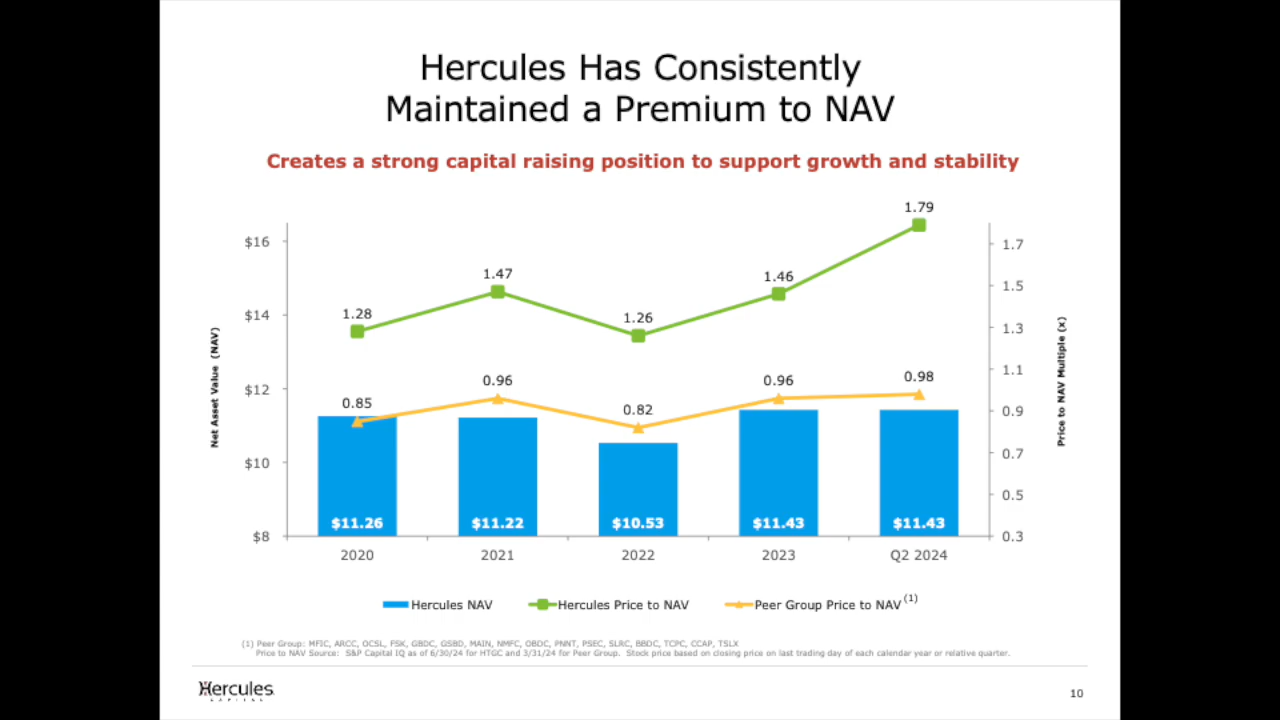 Hercules Has Consistently
Maintained a Premium to NAV
Creates a strong capital raising position to support growth and stability
Net Asset Value (NAV)
$16
$14
$12
$10
$8
1.28
1.47
1.26
1.46
1.79
0.85
0.96
0.82
0.96
0.98
$11.26
$11.22
$10.53
$11.43
$11.43
2020
2021
2022
2023
Q2 2024
1.7
1.5
1.3
1.1
0.9
0.7
0.5
0.3
Price to NAV Multiple (x)
Hercules NAV
Hercules Price to NAV
Peer Group Price to NAV (1)
(1) Peer Group: MFIC, ARCC, OCSL, FSK, GBDC, GSBD, MAIN, NMFC, OBDC, PNNT, PSEC, SLRC, BBDC, TCPC, CCAP, TSLX
Price to NAV Source: S&P Capital IQ as of 6/30/24 for HTGC and 3/31/24 for Peer Group. Stock price based on closing price on last trading day of each calendar year or relative quarter.
Hercules
10